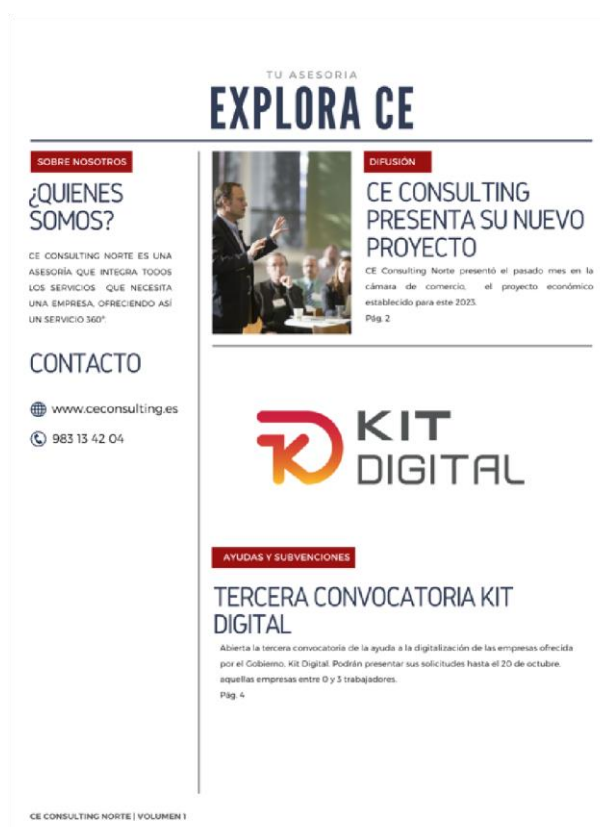 TU ASESORIA
EXPLORA CE
SOBRE NOSOTROS
¿QUIENES
SOMOS?
CE CONSULTING NORTE ES UNA
ASESORÍA QUE INTEGRA TODOS
LOS SERVICIOS QUE NECESITA
UNA EMPRESA, OFRECIENDO ASÍ
UN SERVICIO 360º.
CONTACTO
www.ceconsulting.es
983 13 42 04
DIFUSIÓN
CE CONSULTING
PRESENTA SU NUEVO
PROYECTO
CE Consulting Norte presentó el pasado mes en la
cámara de comercio, el proyecto económico
establecido para este 2023.
Pág. 2
KIT
DIGITAL
AYUDAS Y SUBVENCIONES
TERCERA CONVOCATORIA KIT
DIGITAL
Abierta la tercera convocatoria de la ayuda a la digitalización de las empresas ofrecida
por el Gobierno, Kit Digital. Podrán presentar sus solicitudes hasta el 20 de octubre,
aquellas empresas entre 0 y 3 trabajadores.
Pág. 4
CE CONSULTING NORTE | VOLUMEN 1